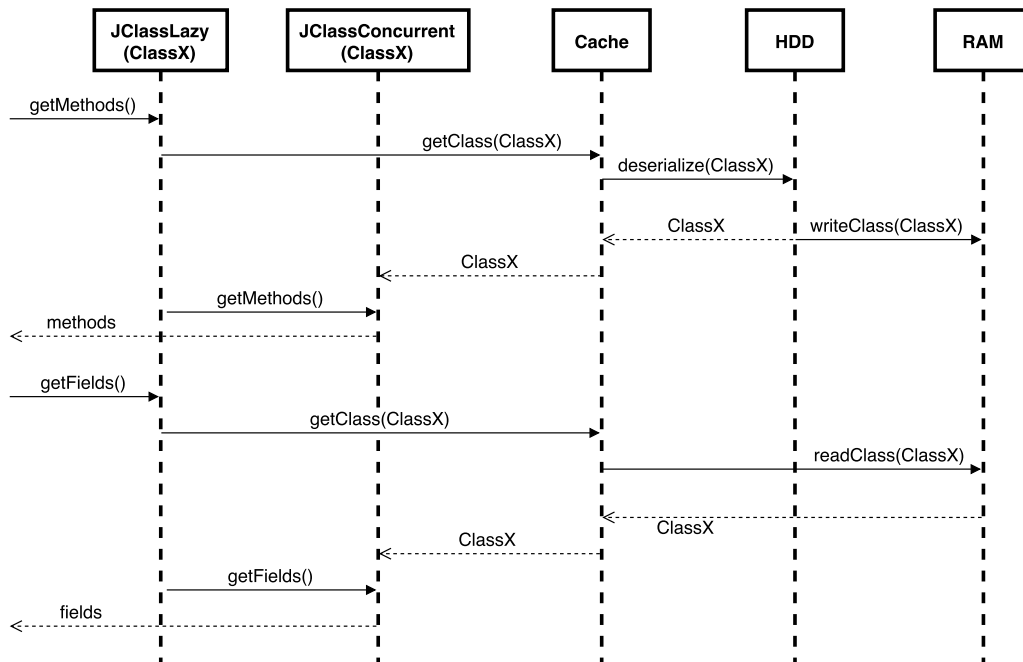 JClassLazy
(ClassX)
JClassConcurrent
(ClassX)
Cache
HDD
RAM
getMethods()
getClass(ClassX)
deserialize(ClassX)
ClassX
writeClass(ClassX)
ClassX
getMethods()
methods
getFields()
getClass(ClassX)
readClass(ClassX)
ClassX
ClassX
getFields()
fields